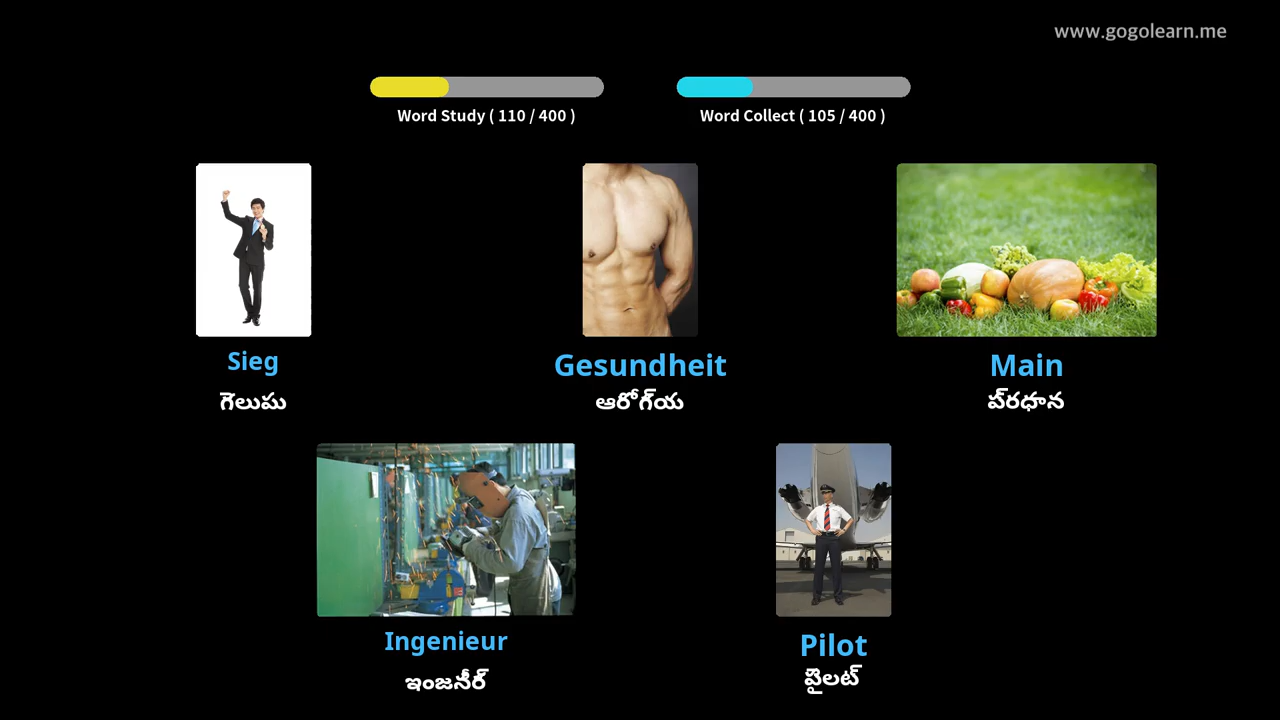 www.gogolearn.me
Word Study ( 110 / 400 )
Word Collect ( 105 / 400 )
Sieg
గెలుపు
Gesundheit
ఆరోగ్య
Main
ప్రధాన
Ingenieur
ఇంజనీర్
Pilot
పైలట్